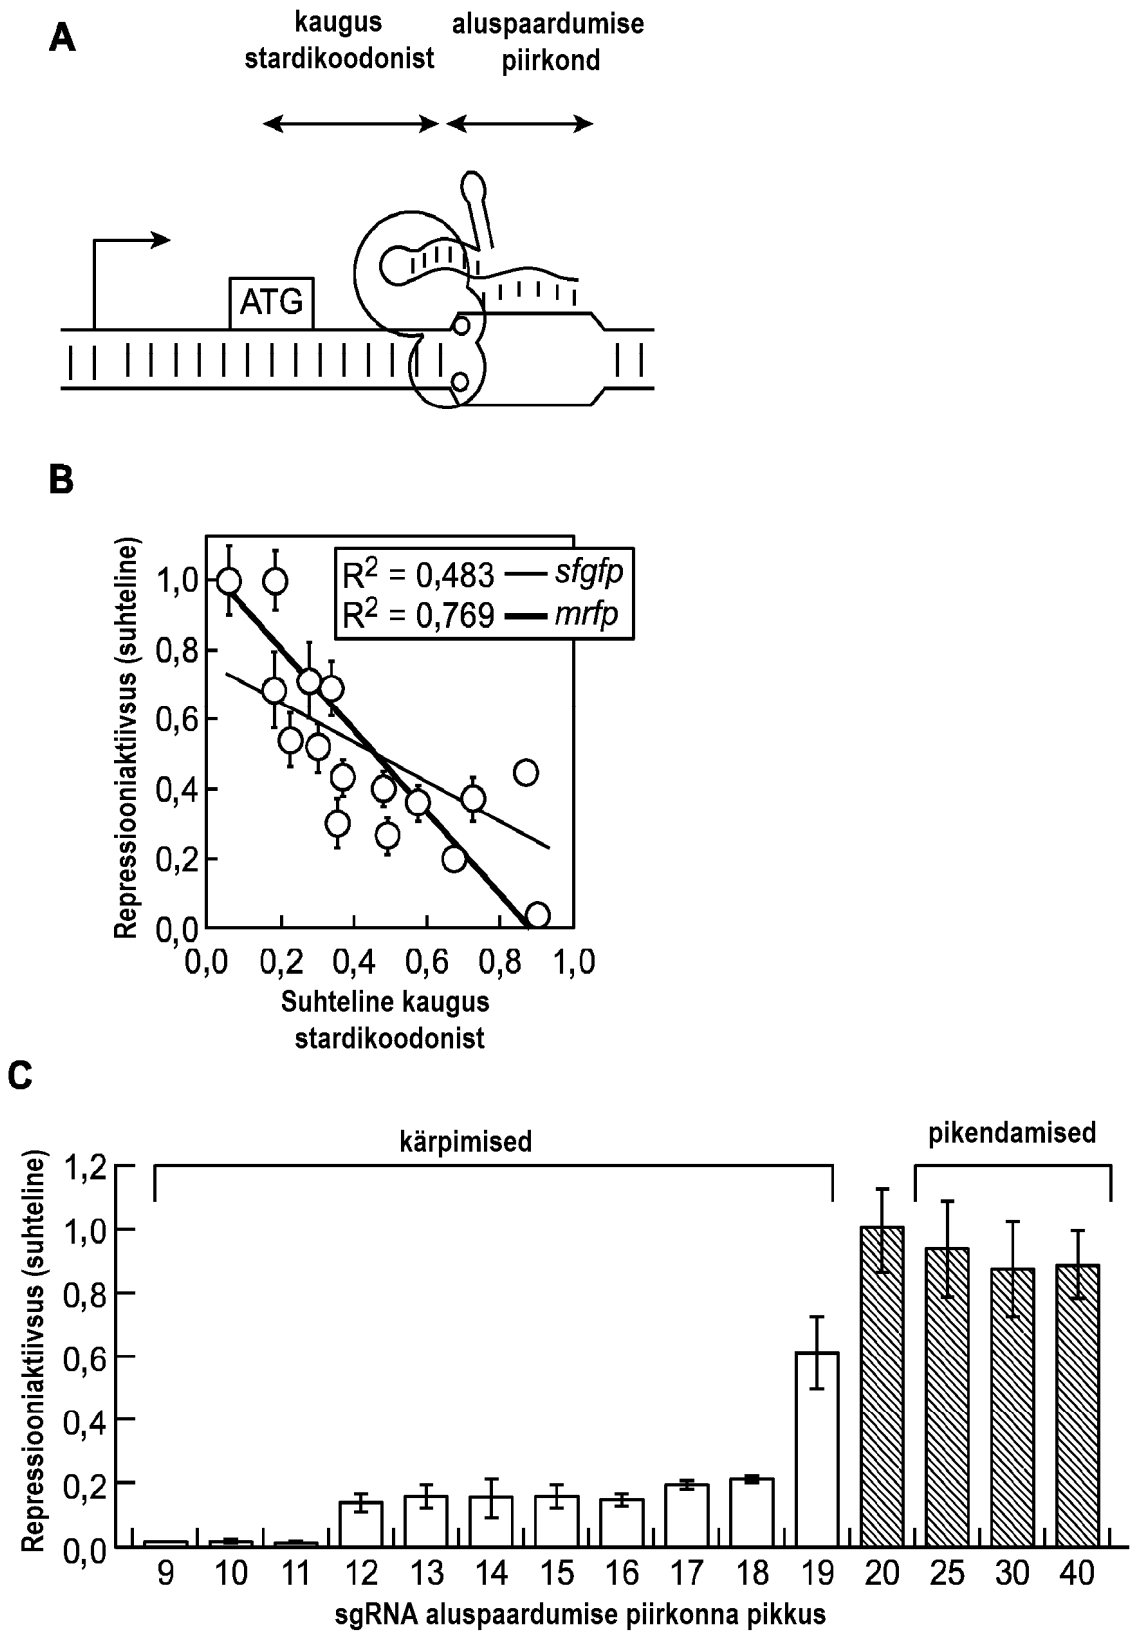 A
kaugus
stardikoodonist
aluspaardumise
piirkond
ATG
B
Repressiooniaktiivsus (suhteline)
1,0
0,8
0,6
0,4
0,2
0,0
R2 = 0,483 sfgfp
R2 = 0,769 mrfp
0,0 0,2 0,4 0,6 0,8 1,0
Suhteline kaugus
stardikoodonist
C
kärpimised
pikendamised
Repressiooniaktiivsus (suhteline)
1,2
1,0
0,8
0,6
0,4
0,2
0,0
9 10 11 12 13 14 15 16 17 18 19 20 25 30 40
sgRNA aluspaardumise piirkonna pikkus